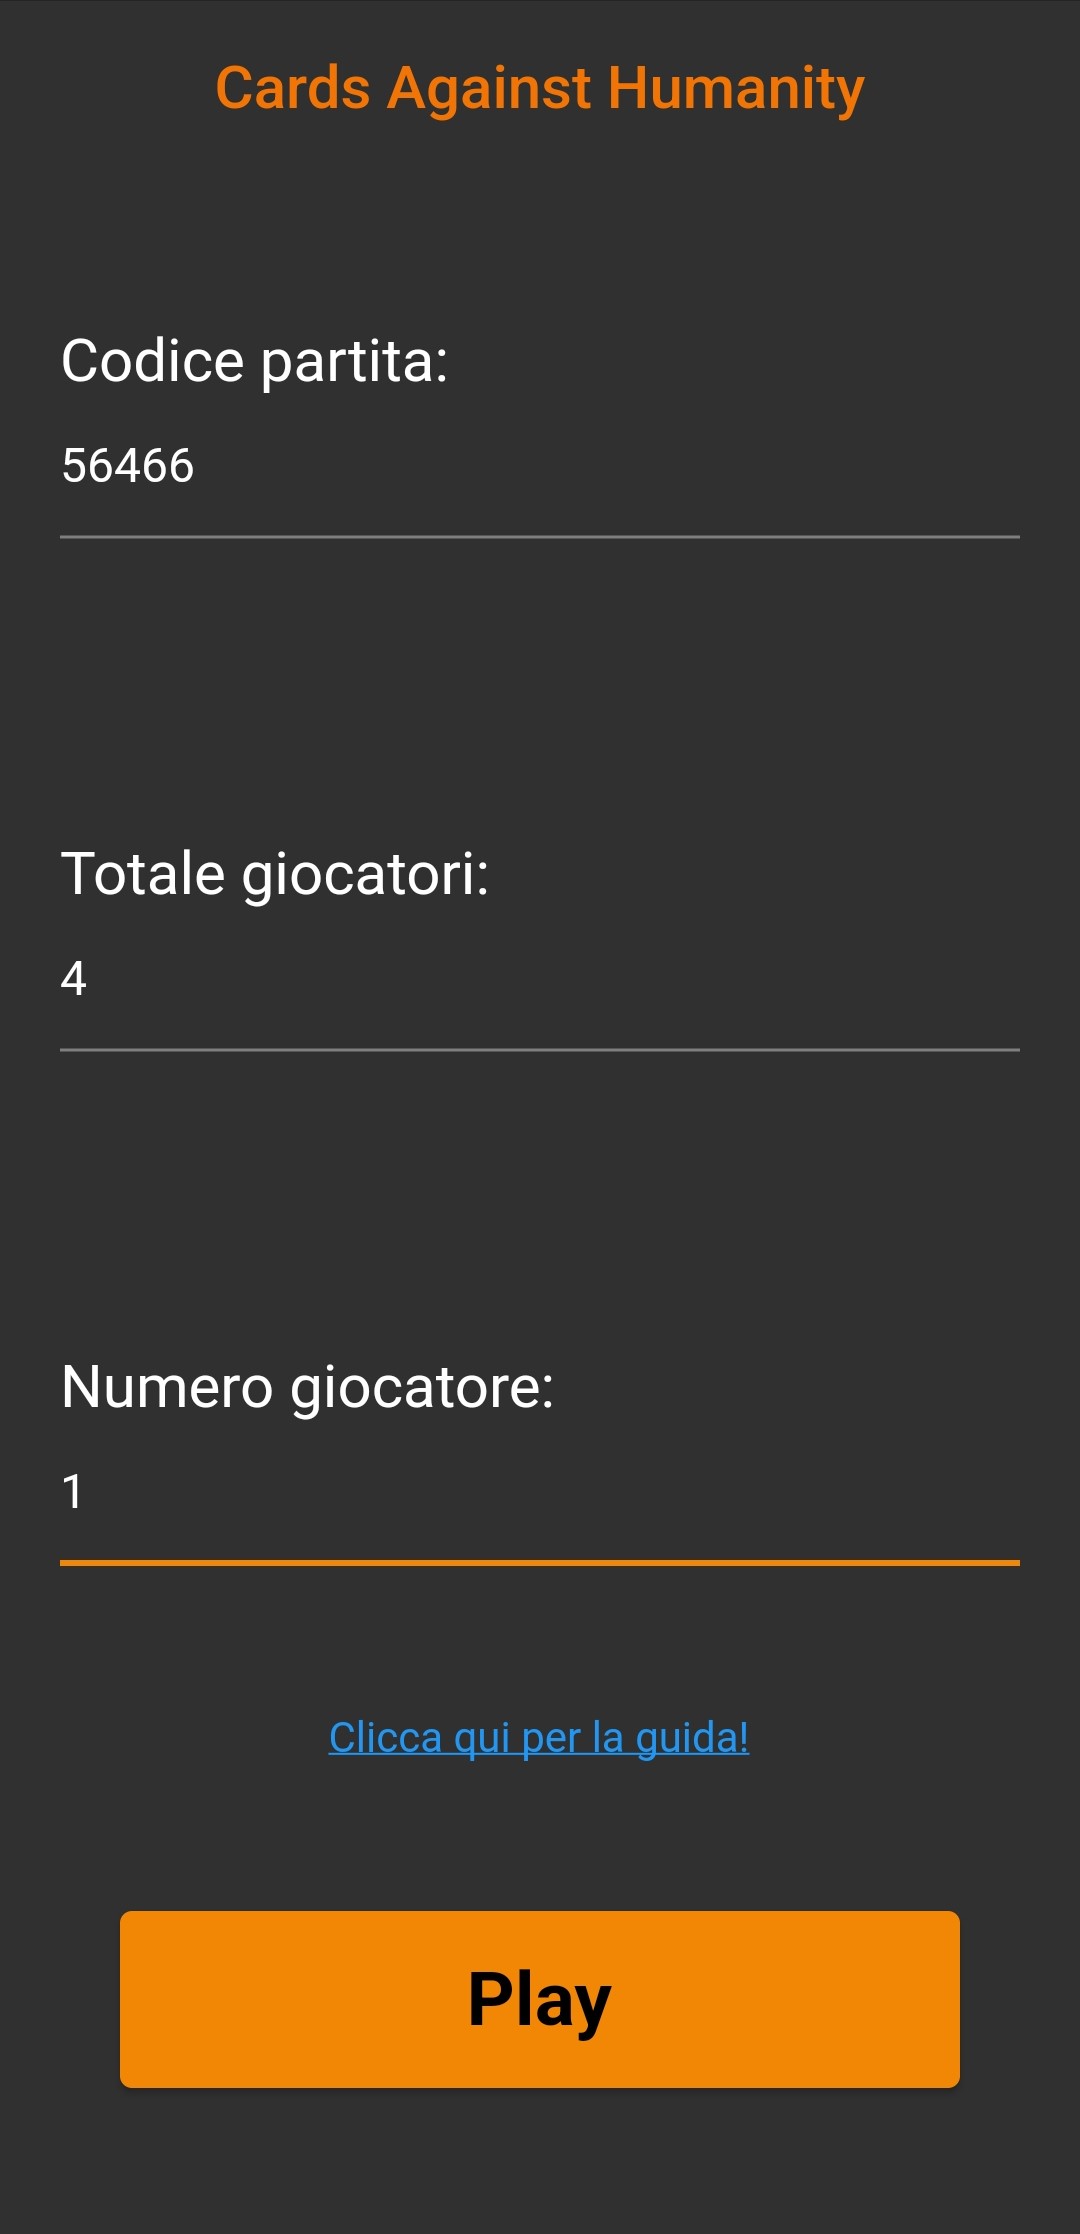 Cards Against Humanity
Codice partita:
56466
Totale giocatori:
4
Numero giocatore:
1
Clicca qui per la guida!
Play